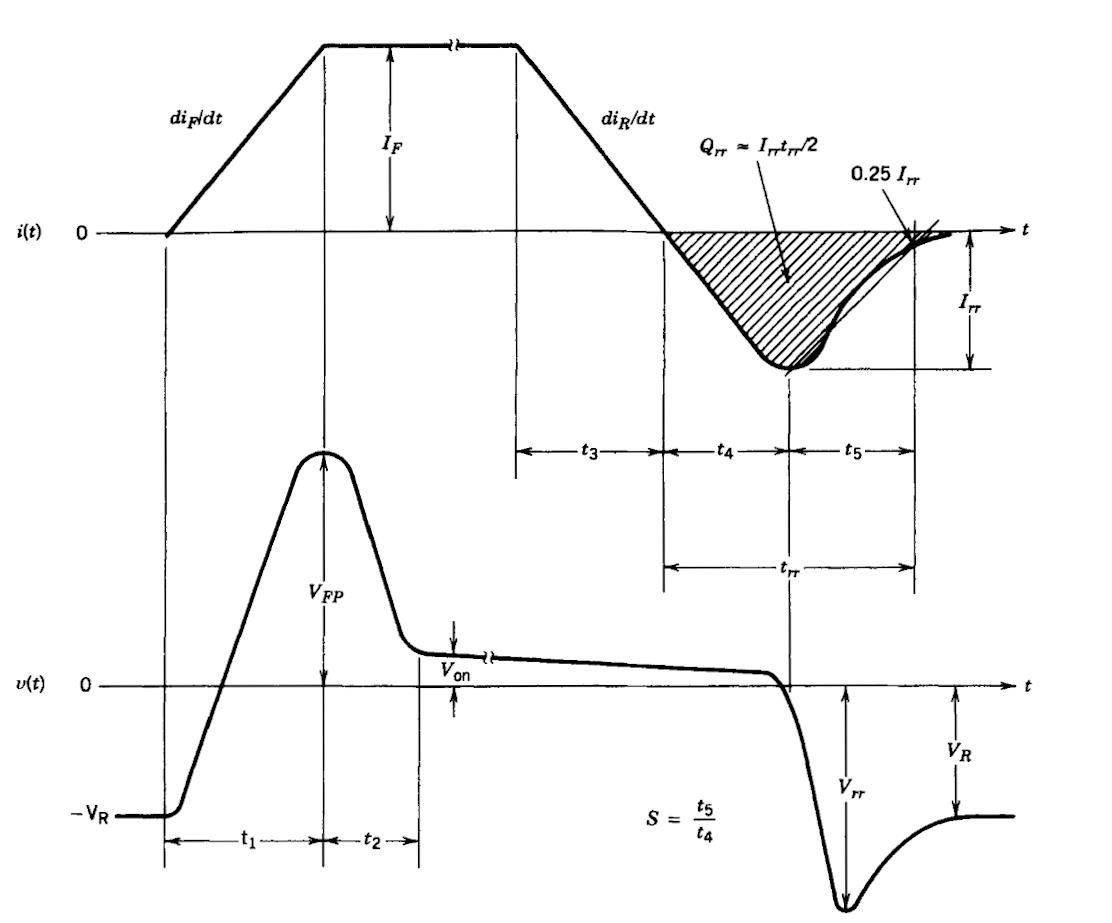 di_F/dt
I_F
di_R/dt
Q_rr ≈ I_rr t_rr/2
0.25 I_rr
i(t)
0
t
I_rr
t_3
t_4
t_5
t_rr
V_FP
V_on
υ(t)
0
t
V_R
V_rr
-V_R
S = t_5/t_4
t_1
t_2